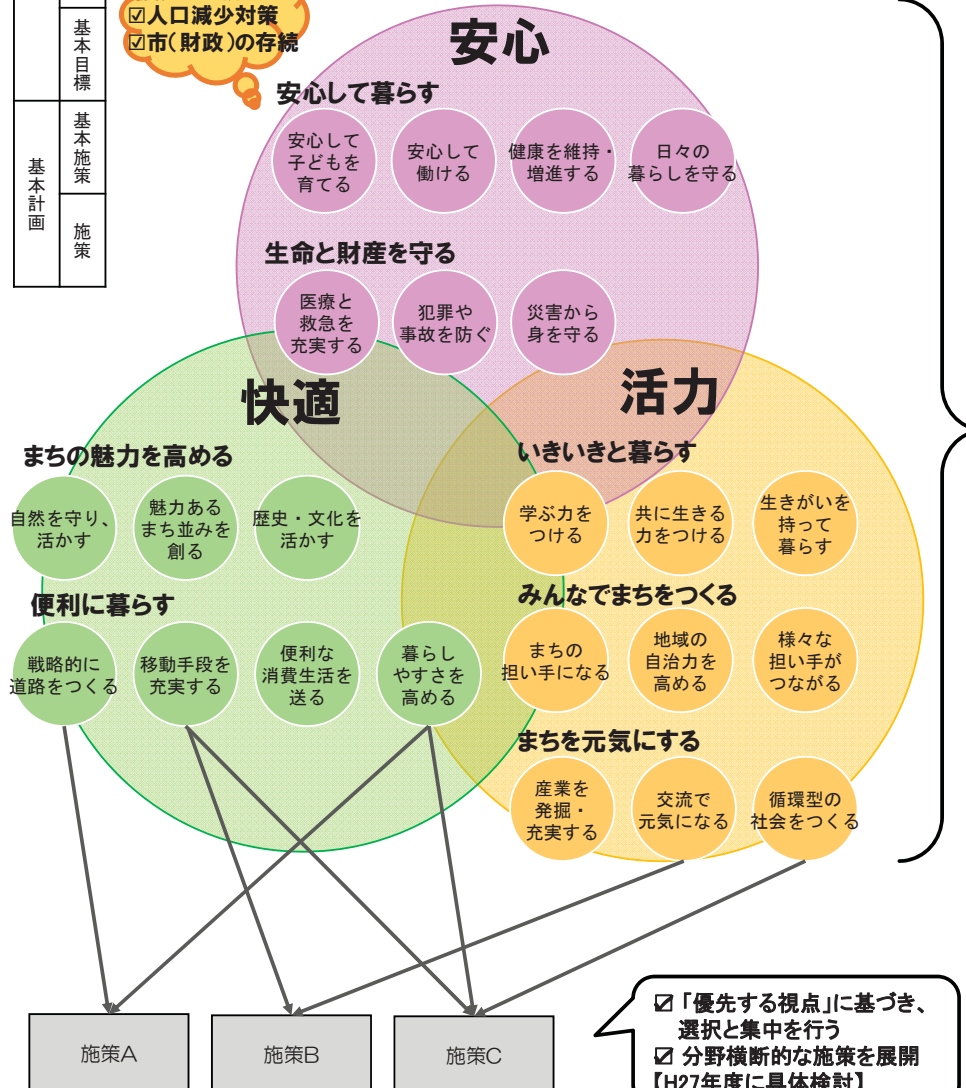 基本目標
基本計画
基本施策
施策
☑人口減少対策
☑市(財政)の存続
安心
安心して暮らす
安心して
子どもを
育てる
安心して
働ける
健康を維持・
増進する
日々の
暮らしを守る
生命と財産を守る
医療と
救急を
充実する
犯罪や
事故を防ぐ
災害から
身を守る
快適
まちの魅力を高める
自然を守り、
活かす
魅力ある
まち並みを
創る
歴史・文化を
活かす
便利に暮らす
戦略的に
道路をつくる
移動手段を
充実する
便利な
消費生活を
送る
暮らし
やすさを
高める
活力
いきいきと暮らす
学ぶ力を
つける
共に生きる
力をつける
生きがいを
持って
暮らす
みんなでまちをつくる
まちの
担い手になる
地域の
自治力を
高める
様々な
担い手が
つながる
まちを元気にする
産業を
発掘・
充実する
交流で
元気になる
循環型の
社会をつくる
施策A
施策B
施策C
☑「優先する視点」に基づき、
選択と集中を行う
☑ 分野横断的な施策を展開
【H27年度に具体検討】